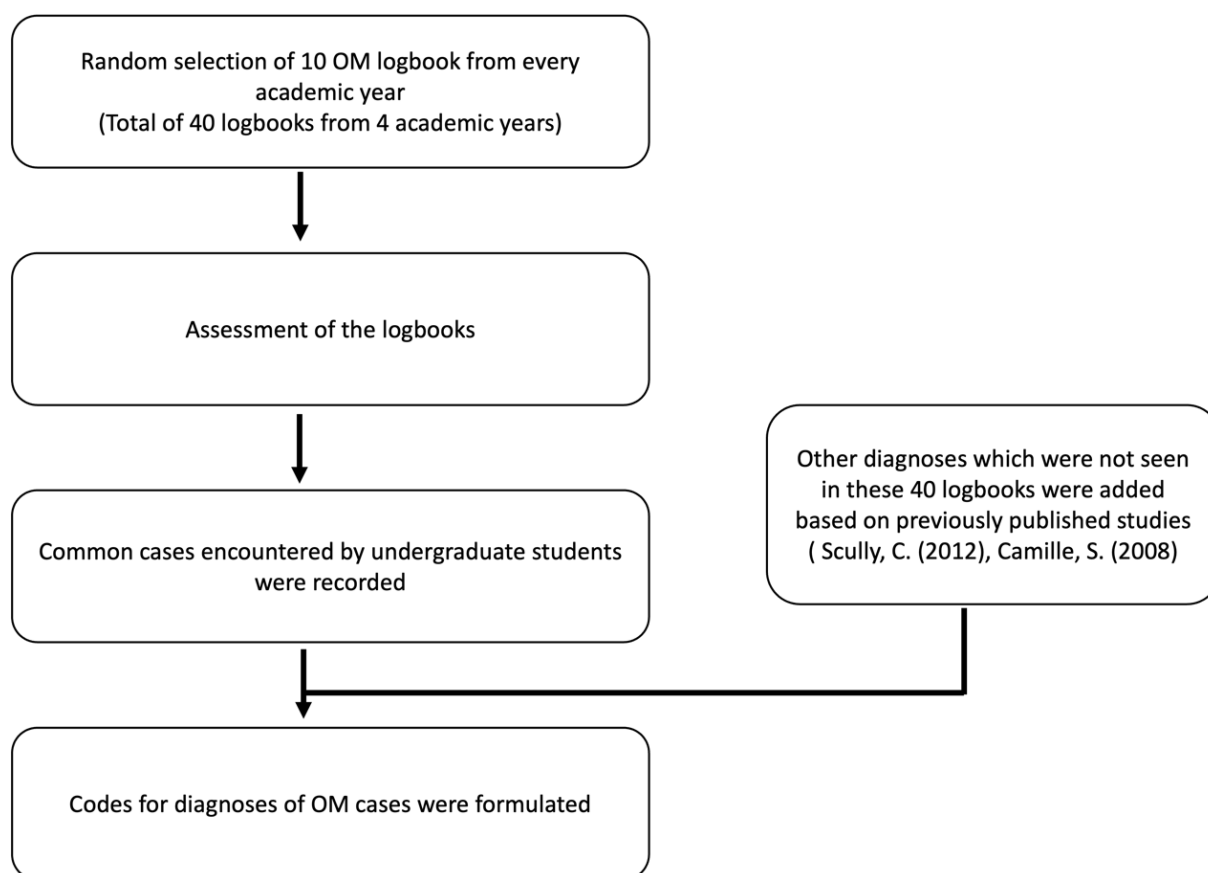 Random selection of 10 OM logbook from every
academic year
(Total of 40 logbooks from 4 academic years)
Assessment of the logbooks
Common cases encountered by undergraduate students
were recorded
Other diagnoses which were not seen
in these 40 logbooks were added
based on previously published studies
( Scully, C. (2012), Camille, S. (2008)
Codes for diagnoses of OM cases were formulated